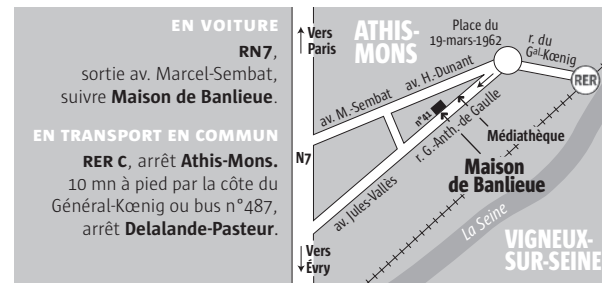 EN VOITURE
RN7,
sortie av. Marcel-Sembat,
suivre Maison de Banlieue.
EN TRANSPORT EN COMMUN
RER C, arrêt Athis-Mons.
10 mn à pied par la côte du
Général-Kœnig ou bus n°487,
arrêt Delalande-Pasteur.
Vers
Paris
ATHIS-
MONS
Place du
19-mars-1962
r. du
Gal-Kœnig
RER
av. H.-Dunant
av. M.-Sembat
n°41
r. G.-Anth. de Gaulle
Médiathèque
N7
Maison
de Banlieue
av. Jules-Vallès
La Seine
VIGNEUX-
SUR-SEINE
Vers
Évry